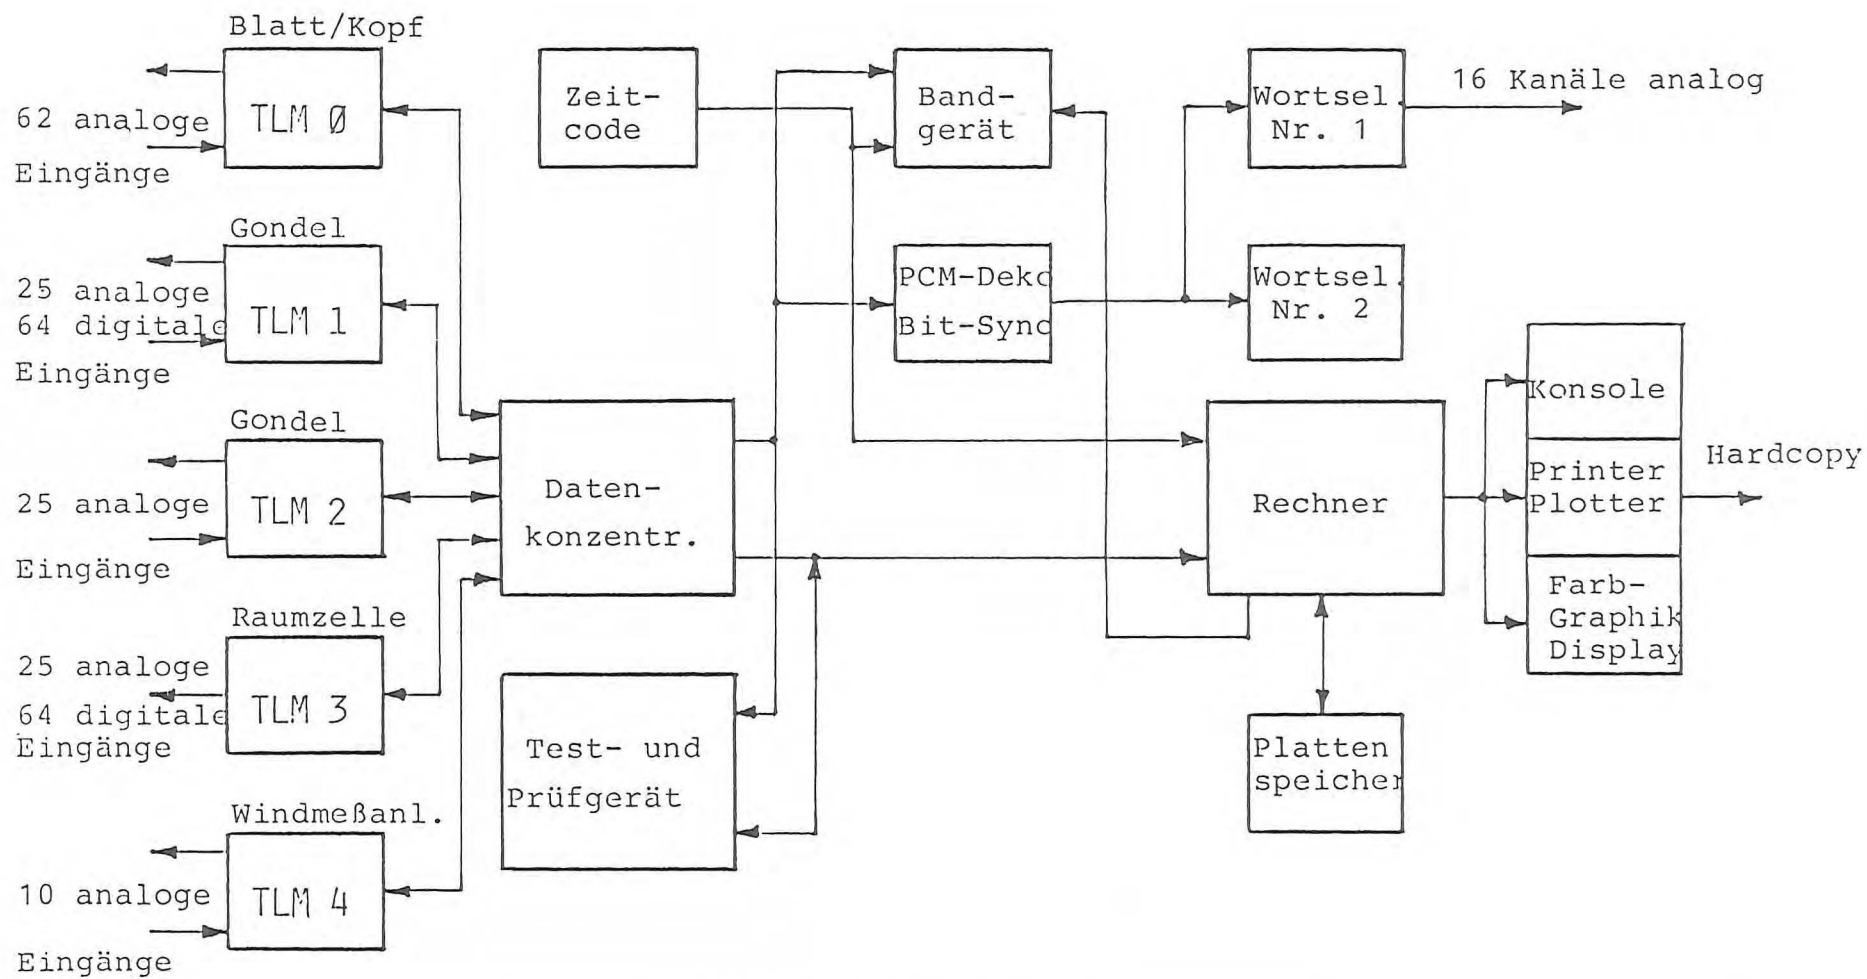 Blatt/Kopf
62 analoge
Eingänge
TLM 0
Gondel
25 analoge
64 digitale
Eingänge
TLM 1
Gondel
25 analoge
Eingänge
TLM 2
Raumzelle
25 analoge
64 digitale
Eingänge
TLM 3
Windmeßanl.
10 analoge
Eingänge
TLM 4
Zeit-
code
Daten-
konzentr.
Test- und
Prüfgerät
Band-
gerät
PCM-Deko
Bit-Sync
Wortsel.
Nr. 1
16 Kanäle analog
Wortsel.
Nr. 2
Rechner
Platten
speicher
Konsole
Printer
Plotter
Farb-
Graphik
Display
Hardcopy